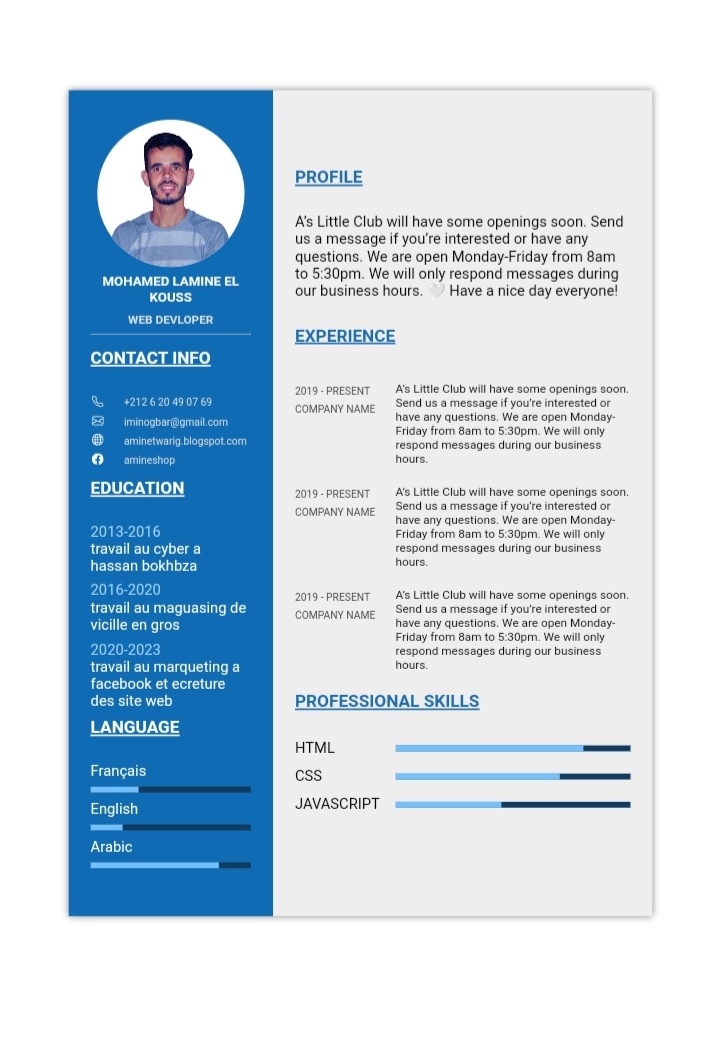 MOHAMED LAMINE EL
KOUSS
WEB DEVLOPER
CONTACT INFO
+212 6 20 49 07 69
iminogbar@gmail.com
aminetwarig.blogspot.com
amineshop
EDUCATION
2013-2016
travail au cyber a
hassan bokhbza
2016-2020
travail au maguasing de
vicille en gros
2020-2023
travail au marqueting a
facebook et ecreture
des site web
LANGUAGE
Français
English
Arabic
PROFILE
A’s Little Club will have some openings soon. Send
us a message if you’re interested or have any
questions. We are open Monday-Friday from 8am
to 5:30pm. We will only respond messages during
our business hours. 🤍 Have a nice day everyone!
EXPERIENCE
2019 - PRESENT
COMPANY NAME
A’s Little Club will have some openings soon.
Send us a message if you’re interested or
have any questions. We are open Monday-
Friday from 8am to 5:30pm. We will only
respond messages during our business
hours.
2019 - PRESENT
COMPANY NAME
A’s Little Club will have some openings soon.
Send us a message if you’re interested or
have any questions. We are open Monday-
Friday from 8am to 5:30pm. We will only
respond messages during our business
hours.
2019 - PRESENT
COMPANY NAME
A’s Little Club will have some openings soon.
Send us a message if you’re interested or
have any questions. We are open Monday-
Friday from 8am to 5:30pm. We will only
respond messages during our business
hours.
PROFESSIONAL SKILLS
HTML
CSS
JAVASCRIPT